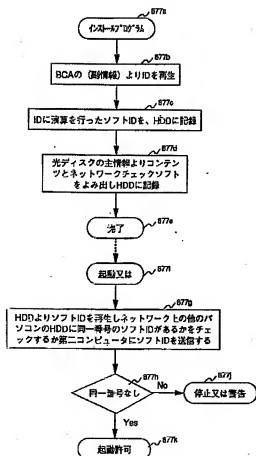 877a
インストールプログラム
877b
BCAの（副情報）よりIDを再生
877c
IDに演算を行ったソフトIDを、HDDに記録
877d
光ディスクの主情報よりコンテン
ツとネットワークチェックソフト
をよみ出しHDDに記録
877e
完了
877f
起動又は
877g
HDDよりソフトIDを再生しネットワーク上の他のパ
ソコンのHDDに同一番号のソフトIDがあるかをチェ
ックするか第二コンピュータにソフトIDを送信する
877h
同一番号なし
No
877j
停止又は警告
Yes
877k
起動許可